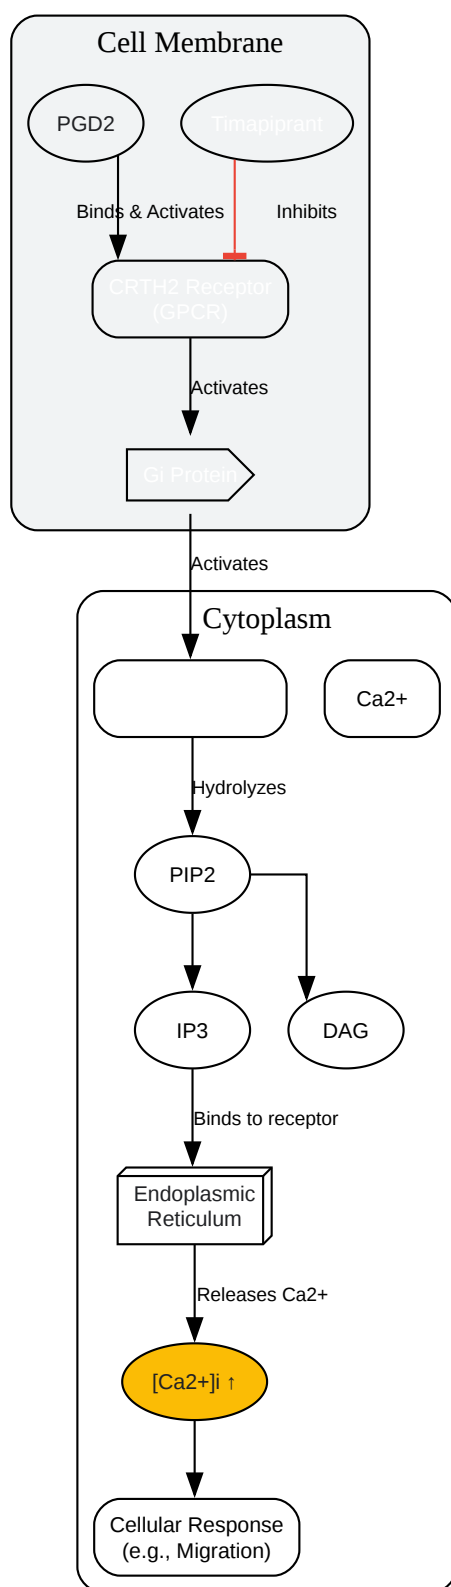 Cell Membrane
PGD2
Timapiprant
Binds & Activates
Inhibits
CRTH2 Receptor
(GPCR)
Activates
Gi Protein
Activates
Cytoplasm
Ca2+
Hydrolyzes
PIP2
IP3
DAG
Binds to receptor
Endoplasmic
Reticulum
Releases Ca2+
[Ca2+]i ↑
Cellular Response
(e.g., Migration)